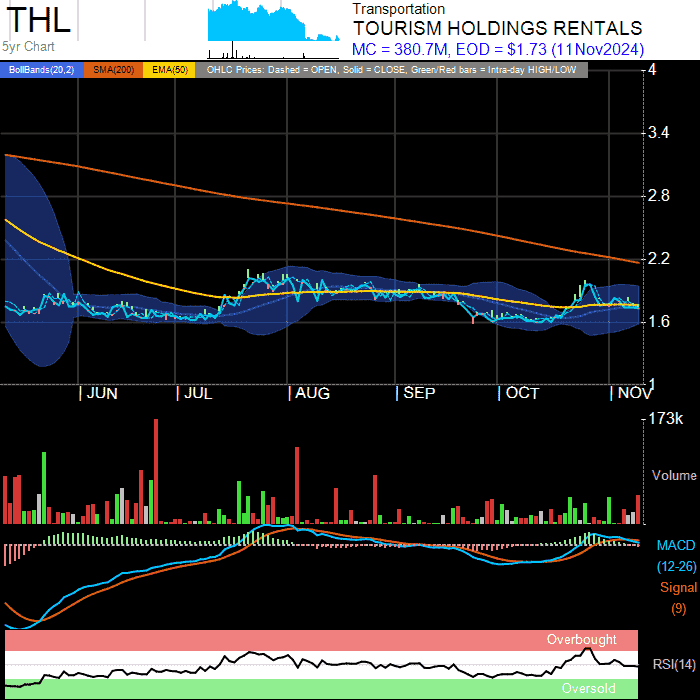 THL
5yr Chart
Transportation
TOURISM HOLDINGS RENTALS
MC = 380.7M, EOD = $1.73 (11Nov2024)
BollBands(20,2) SMA(200) EMA(50) OHLC Prices: Dashed = OPEN, Solid = CLOSE, Green/Red bars = Intra-day HIGH/LOW
4
3.4
2.8
2.2
1.6
1
JUN JUL AUG SEP OCT NOV
173k
Volume
MACD
(12-26)
Signal
(9)
Overbought
RSI(14)
Oversold